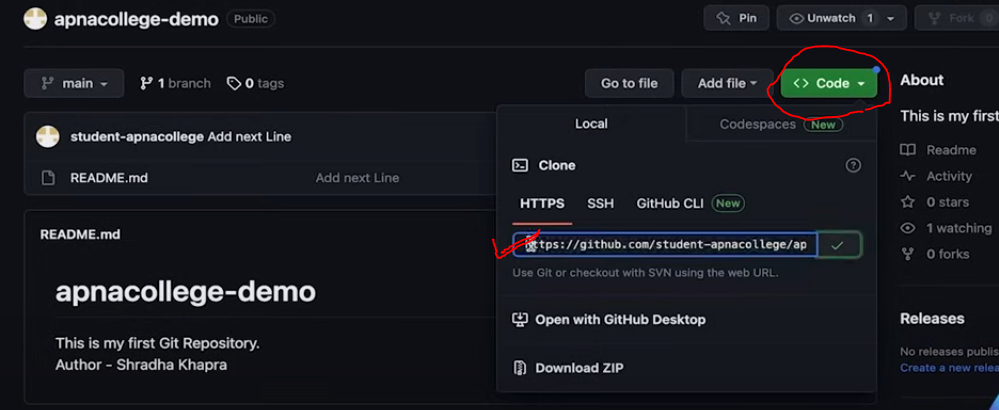 apnacollege-demo Public
Pin
Unwatch 1
Fork 0
main
1 branch
0 tags
Go to file
Add file
<> Code
student-apnacollege Add next Line
README.md Add next Line
README.md
apnacollege-demo
This is my first Git Repository.
Author - Shradha Khapra
Local
Codespaces New
Clone
HTTPS
SSH
GitHub CLI New
https://github.com/student-apnacollege/ap
Use Git or checkout with SVN using the web URL.
Open with GitHub Desktop
Download ZIP
About
This is my first
Readme
Activity
0 stars
1 watching
0 forks
Releases
No releases publis
Create a new relea